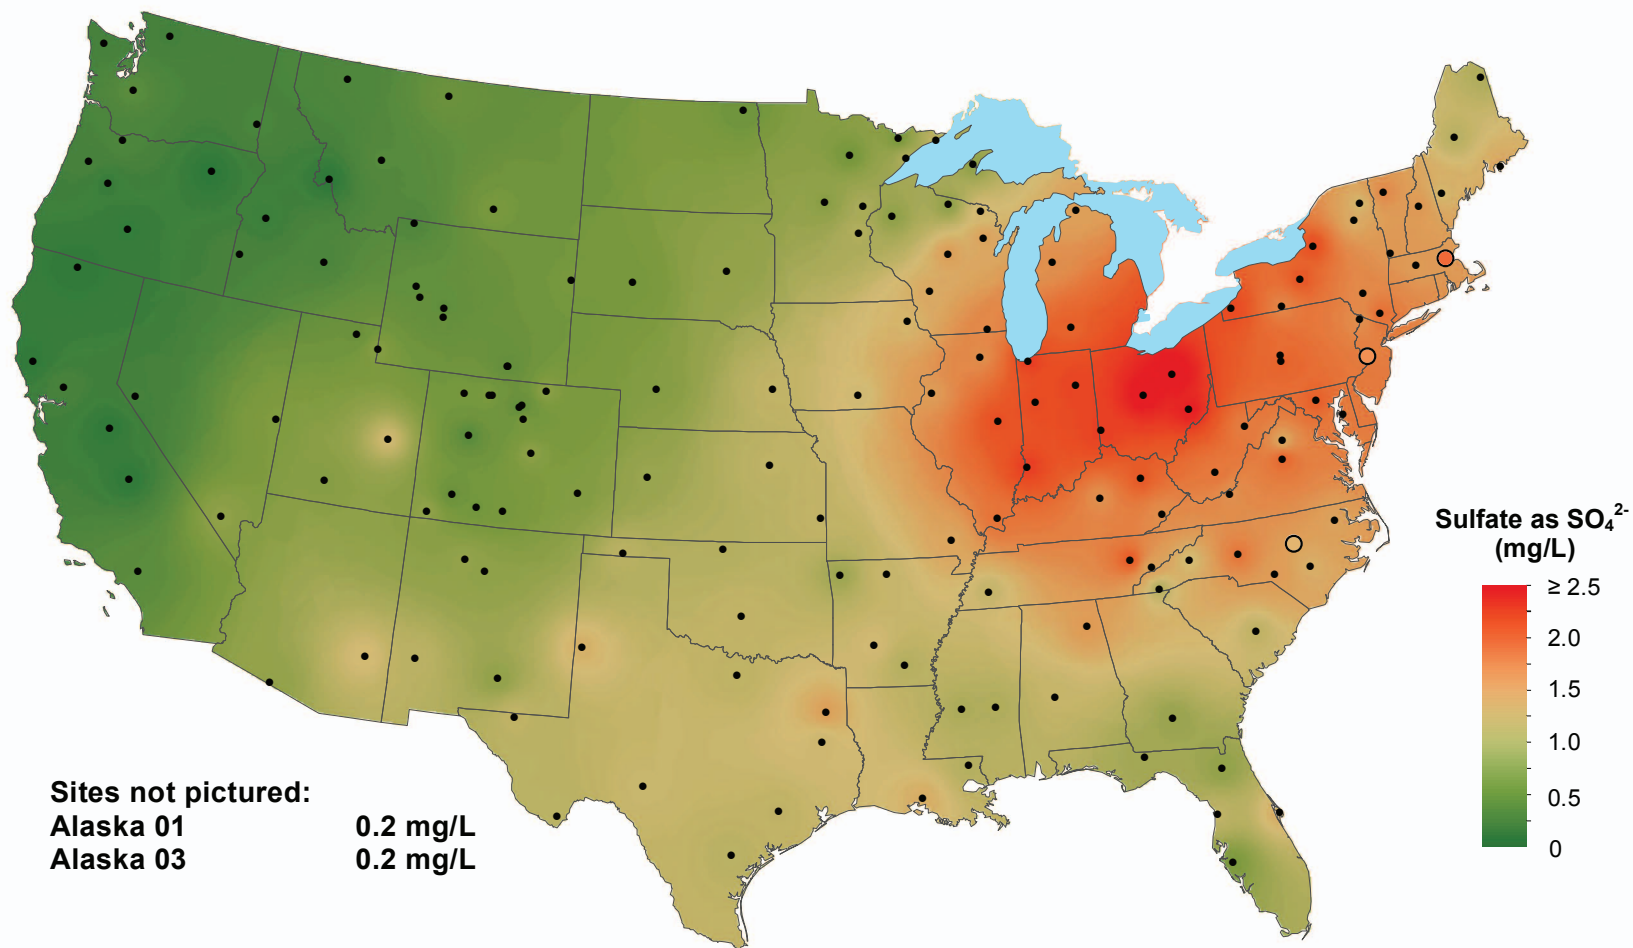 Sulfate as SO₄²⁻
(mg/L)
≥ 2.5
2.0
1.5
1.0
0.5
0
Sites not pictured:
Alaska 01 0.2 mg/L
Alaska 03 0.2 mg/L